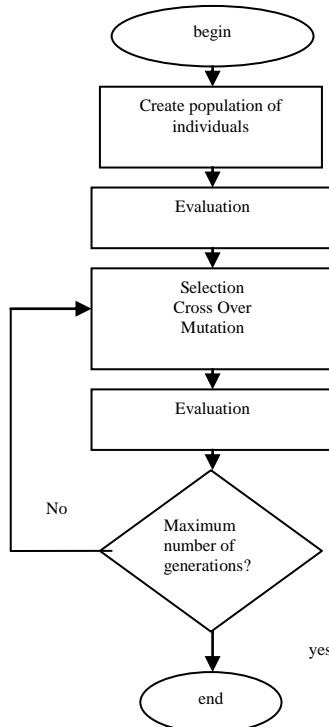 begin
Create population of
individuals
Evaluation
Selection
Cross Over
Mutation
Evaluation
No
Maximum
number of
generations?
yes
end